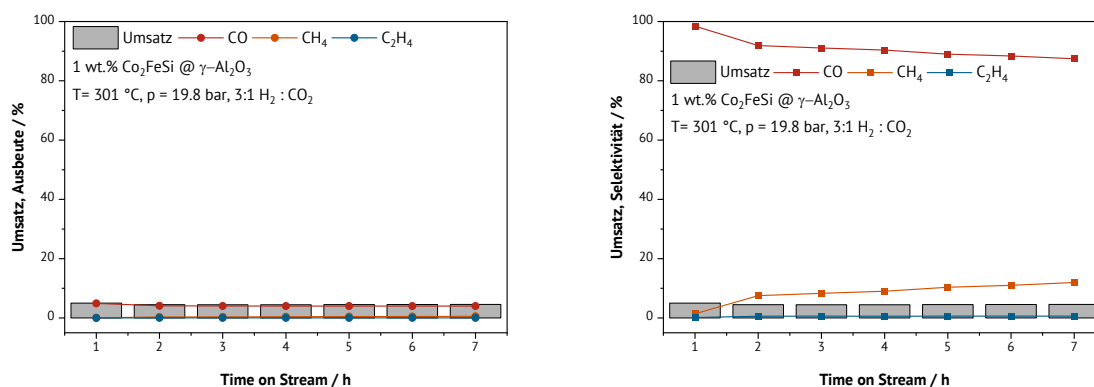 Umsatz, Ausbeute / %
100
80
60
40
20
0
Umsatz CO CH₄ C₂H₄
1 wt.% Co₂FeSi @ γ–Al₂O₃
T= 301 °C, p = 19.8 bar, 3:1 H₂ : CO₂
1 2 3 4 5 6 7
Time on Stream / h
Umsatz, Selektivität / %
100
80
60
40
20
0
Umsatz CO CH₄ C₂H₄
1 wt.% Co₂FeSi @ γ–Al₂O₃
T= 301 °C, p = 19.8 bar, 3:1 H₂ : CO₂
1 2 3 4 5 6 7
Time on Stream / h